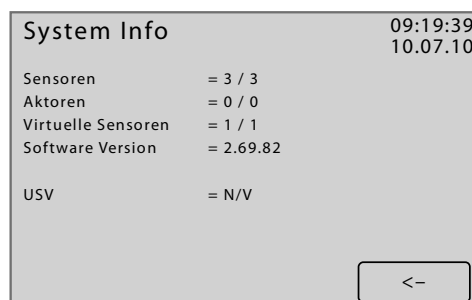 System Info
09:19:39
10.07.10
Sensoren = 3 / 3
Aktoren = 0 / 0
Virtuelle Sensoren = 1 / 1
Software Version = 2.69.82
USV = N/V
<–